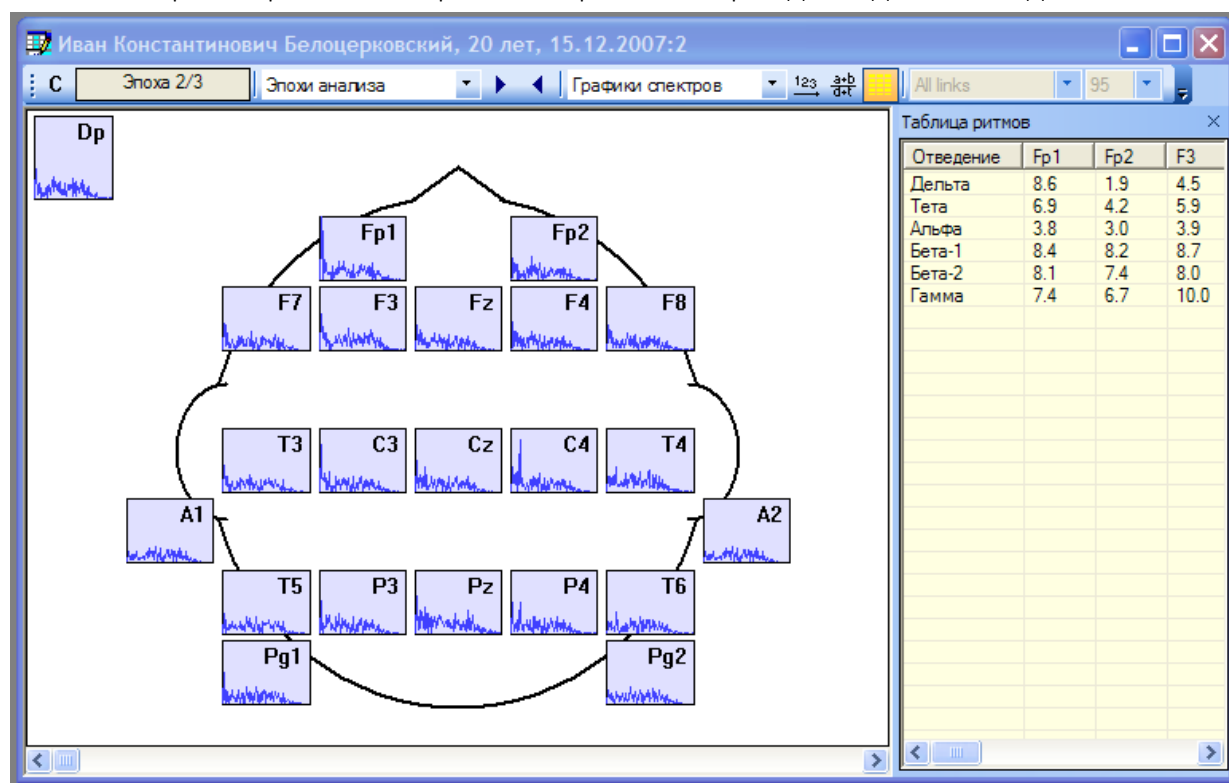 Иван Константинович Белоцерковский, 20 лет, 15.12.2007:2
С Эпоха 2/3 Эпохи анализа Графики спектров 123 a+b d+t All links 95
Dp
Fp1 Fp2
F7 F3 Fz F4 F8
T3 C3 Cz C4 T4
A1 A2
T5 P3 Pz P4 T6
Pg1 Pg2
Таблица ритмов
Отведение Fp1 Fp2 F3
Дельта 8.6 1.9 4.5
Тета 6.9 4.2 5.9
Альфа 3.8 3.0 3.9
Бета-1 8.4 8.2 8.7
Бета-2 8.1 7.4 8.0
Гамма 7.4 6.7 10.0